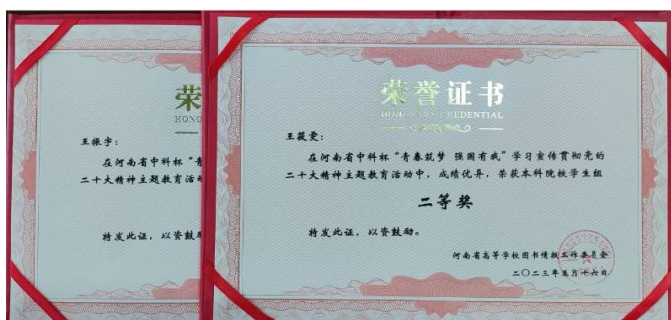 荣
HONO
王振宇：
在河南省中科杯“青
二十大精神主题教育活动
特发此证，以资鼓励
荣誉证书
HONORARY CREDENTIAL
王筱雯：
在河南省中科杯“青春筑梦 强国有我”学习宣传贯彻党的
二十大精神主题教育活动中，成绩优异，荣获本科院校学生组
二等奖
特发此证，以资鼓励。
河南省高等学校图书情报工作委员会
二〇二三年五月十六日